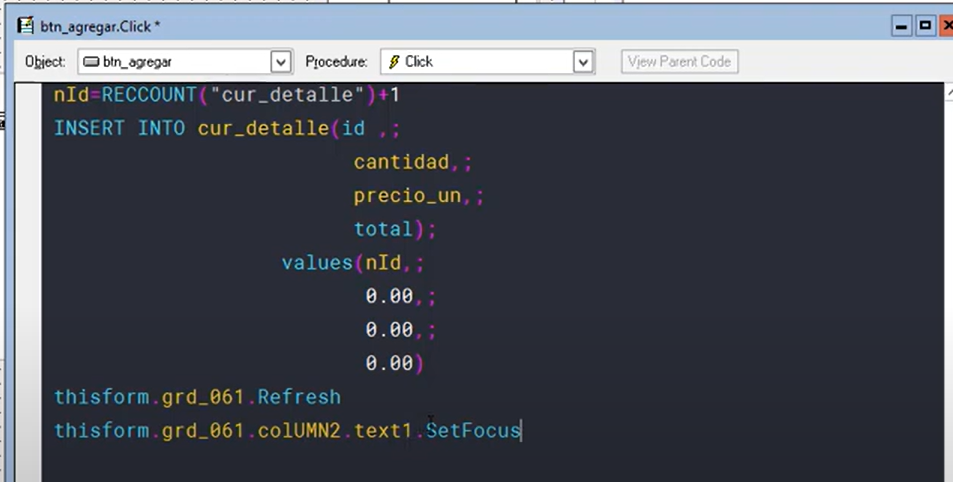 btn_agregar.Click *
Object: btn_agregar Procedure: Click View Parent Code
nId=RECCOUNT("cur_detalle")+1
INSERT INTO cur_detalle(id ,;
cantidad,;
precio_un,;
total);
values(nId,;
0.00,;
0.00,;
0.00)
thisform.grd_061.Refresh
thisform.grd_061.colUMN2.text1.SetFocus